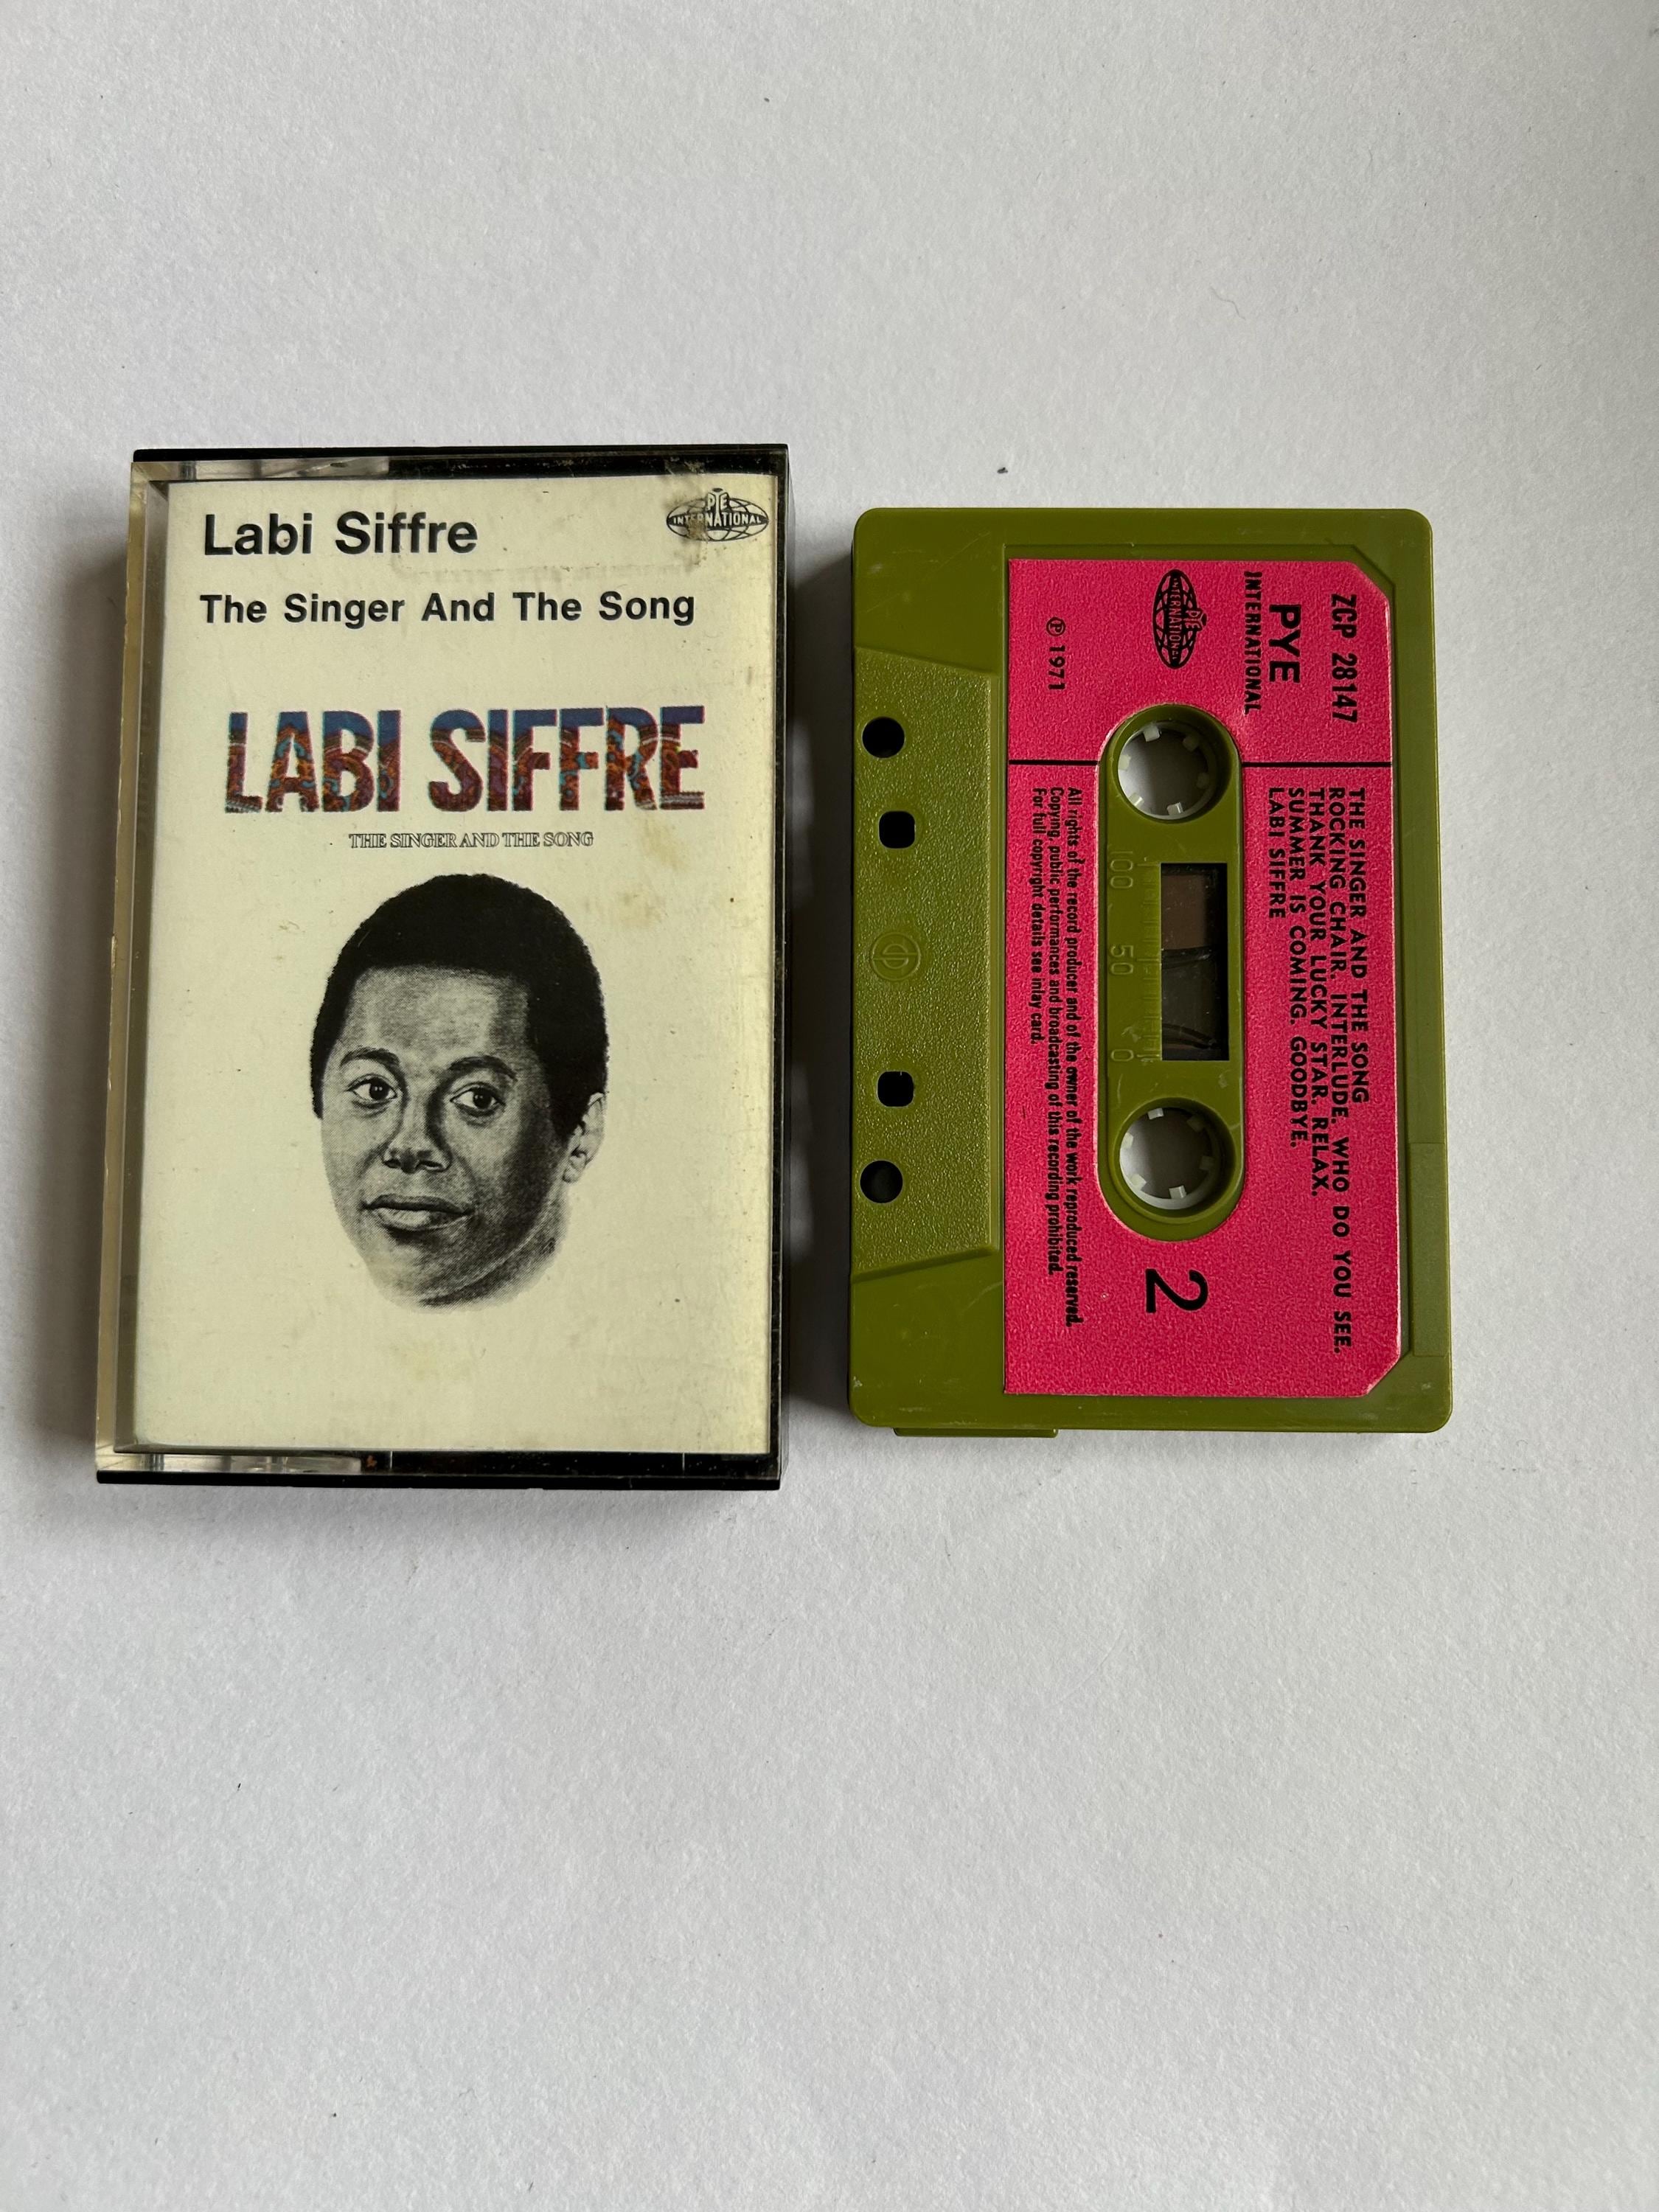 Labi Siffre
PYE
INTERNATIONAL
The Singer And The Song
LABI SIFFRE
THE SINGER AND THE SONG
ZCP 28147
PYE
INTERNATIONAL
PYE
INTERNATIONAL
℗ 1971
THE SINGER AND THE SONG
ROCKING CHAIR. INTERLUDE. WHO DO YOU SEE.
THANK YOUR LUCKY STAR. RELAX.
SUMMER IS COMING. GOODBYE.
LABI SIFFRE
2
100 50 0
All rights of the record producer and of the owner of the work reproduced reserved.
Copying, public performances and broadcasting of this recording prohibited.
For full copyright details see inlay card.